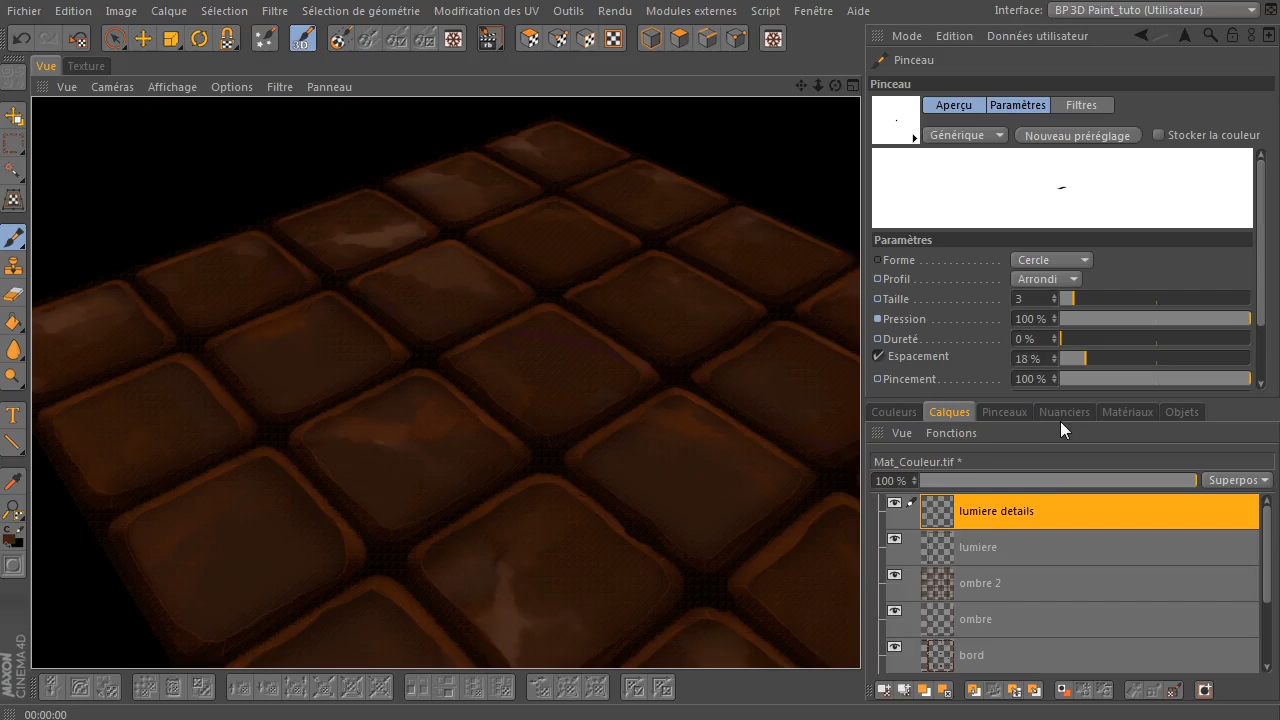 Fichier Edition Image Calque Sélection Filtre Sélection de géométrie Modification des UV Outils Rendu Modules externes Script Fenêtre Aide Interface: BP 3D Paint_tuto (Utilisateur)
3D
Mode Edition Données utilisateur
Vue Texture
Pinceau
Vue Caméras Affichage Options Filtre Panneau
Pinceau
Aperçu Paramètres Filtres
Générique Nouveau préréglage Stocker la couleur
Paramètres
Forme Cercle
Profil Arrondi
Taille 3
Pression 100 %
Dureté 0 %
Espacement 18 %
Pincement 100 %
Couleurs Calques Pinceaux Nuanciers Matériaux Objets
Vue Fonctions
Mat_Couleur.tif *
100 % Superpos
lumiere details
lumiere
ombre 2
ombre
bord
MAXON CINEMA 4D
00:00:00